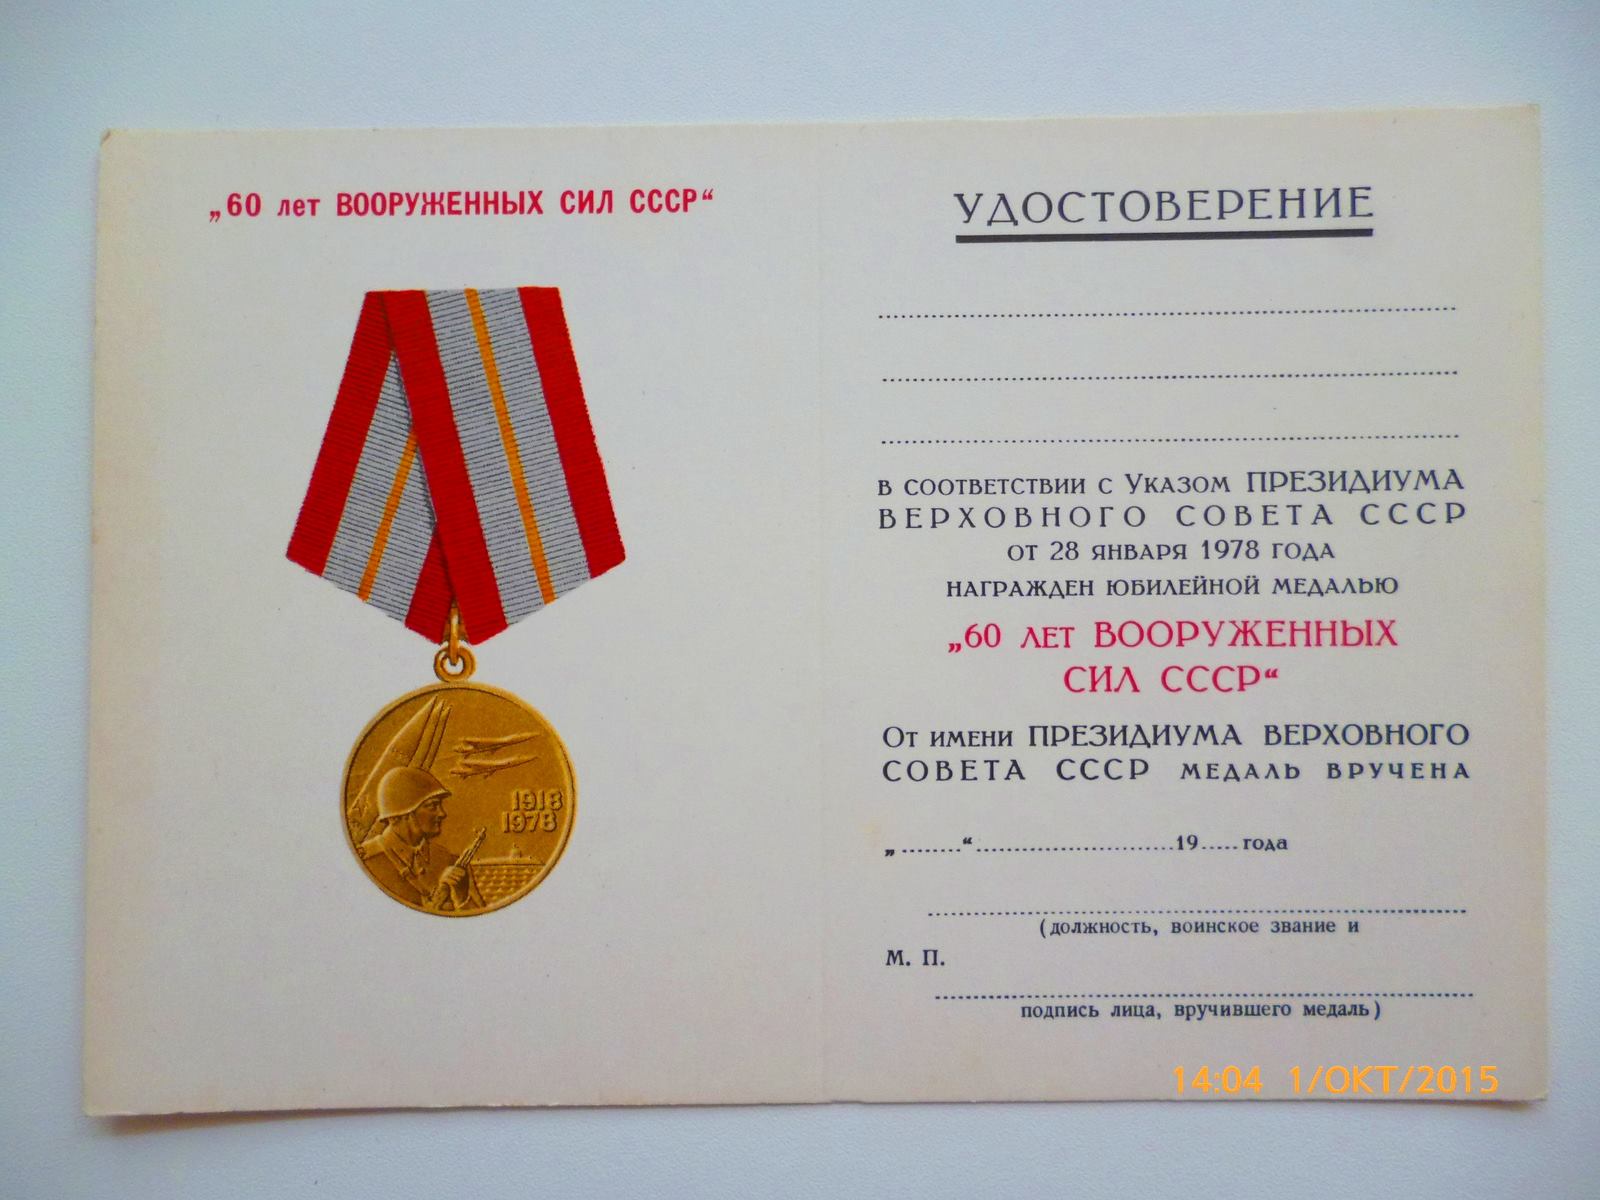 „60 лет ВООРУЖЕННЫХ СИЛ СССР“
1918
1978
УДОСТОВЕРЕНИЕ
В СООТВЕТСТВИИ С УКАЗОМ ПРЕЗИДИУМА
ВЕРХОВНОГО СОВЕТА СССР
ОТ 28 ЯНВАРЯ 1978 ГОДА
НАГРАЖДЕН ЮБИЛЕЙНОЙ МЕДАЛЬЮ
„60 ЛЕТ ВООРУЖЕННЫХ
СИЛ СССР“
ОТ ИМЕНИ ПРЕЗИДИУМА ВЕРХОВНОГО
СОВЕТА СССР МЕДАЛЬ ВРУЧЕНА
„........“..........................19.....года
(должность, воинское звание и
М. П.
подпись лица, вручившего медаль)
14:04 1/ОКТ/2015